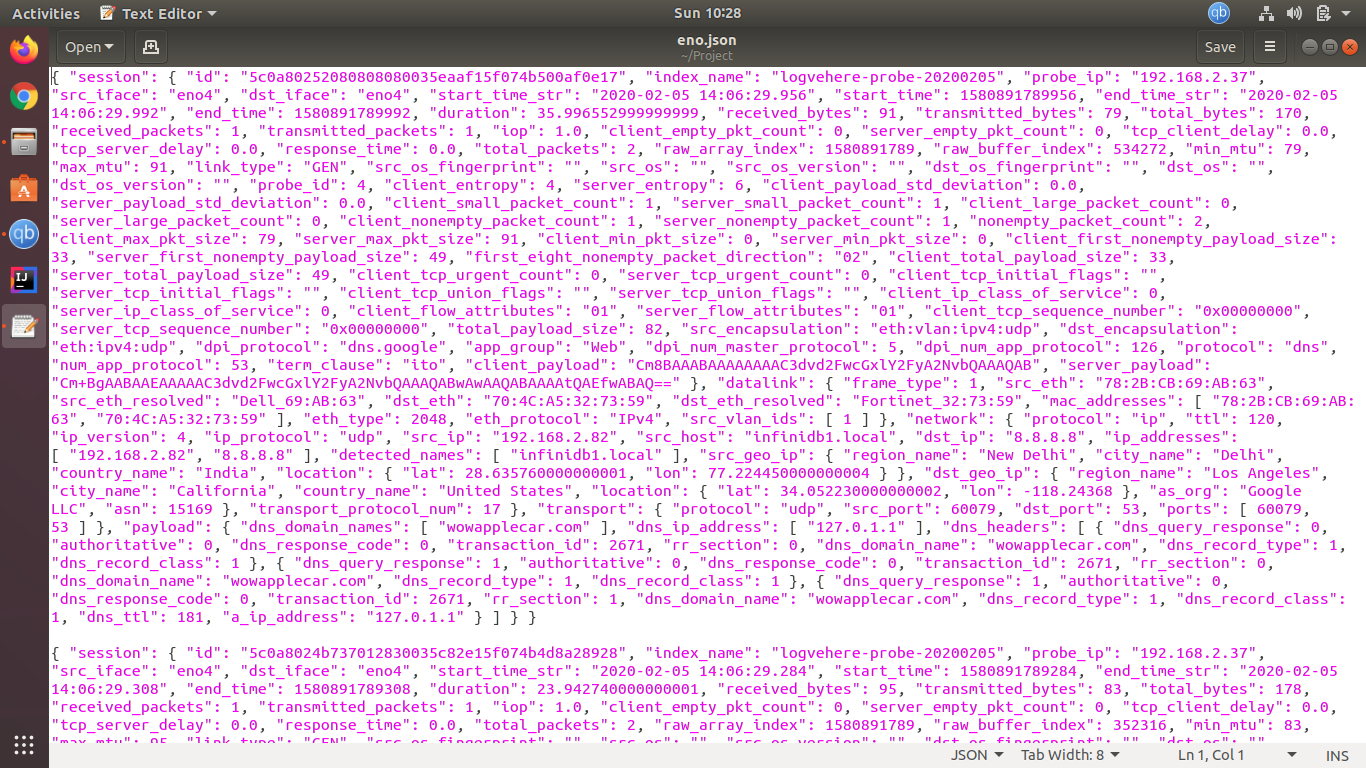 Activities Text Editor Sun 10:28
Open eno.json Save
~/Project
{ "session": { "id": "5c0a80252080808080035eaaf15f074b500af0e17", "index_name": "logvehere-probe-20200205", "probe_ip": "192.168.2.37",
"src_iface": "eno4", "dst_iface": "eno4", "start_time_str": "2020-02-05 14:06:29.956", "start_time": 1580891789956, "end_time_str": "2020-02-05
14:06:29.992", "end_time": 1580891789992, "duration": 35.996552999999999, "received_bytes": 91, "transmitted_bytes": 79, "total_bytes": 170,
"received_packets": 1, "transmitted_packets": 1, "iop": 1.0, "client_empty_pkt_count": 0, "server_empty_pkt_count": 0, "tcp_client_delay": 0.0,
"tcp_server_delay": 0.0, "response_time": 0.0, "total_packets": 2, "raw_array_index": 1580891789, "raw_buffer_index": 534272, "min_mtu": 79,
"max_mtu": 91, "link_type": "GEN", "src_os_fingerprint": "", "src_os": "", "src_os_version": "", "dst_os_fingerprint": "", "dst_os": "",
"dst_os_version": "", "probe_id": 4, "client_entropy": 4, "server_entropy": 6, "client_payload_std_deviation": 0.0,
"server_payload_std_deviation": 0.0, "client_small_packet_count": 1, "server_small_packet_count": 1, "client_large_packet_count": 0,
"server_large_packet_count": 0, "client_nonempty_packet_count": 1, "server_nonempty_packet_count": 1, "nonempty_packet_count": 2,
"client_max_pkt_size": 79, "server_max_pkt_size": 91, "client_min_pkt_size": 0, "server_min_pkt_size": 0, "client_first_nonempty_payload_size":
33, "server_first_nonempty_payload_size": 49, "first_eight_nonempty_packet_direction": "02", "client_total_payload_size": 33,
"server_total_payload_size": 49, "client_tcp_urgent_count": 0, "server_tcp_urgent_count": 0, "client_tcp_initial_flags": "",
"server_tcp_initial_flags": "", "client_tcp_union_flags": "", "server_tcp_union_flags": "", "client_ip_class_of_service": 0,
"server_ip_class_of_service": 0, "client_flow_attributes": "01", "server_flow_attributes": "01", "client_tcp_sequence_number": "0x00000000",
"server_tcp_sequence_number": "0x00000000", "total_payload_size": 82, "src_encapsulation": "eth:vlan:ipv4:udp", "dst_encapsulation":
"eth:ipv4:udp", "dpi_protocol": "dns.google", "app_group": "Web", "dpi_num_master_protocol": 5, "dpi_num_app_protocol": 126, "protocol": "dns",
"num_app_protocol": 53, "term_clause": "ito", "client_payload": "Cm8BAAABAAAAAAAAC3dvd2FwcGxlY2FyA2NvbQAAAQAB", "server_payload":
"Cm+BgAABAAEAAAAAC3dvd2FwcGxlY2FyA2NvbQAAAQABwAwAAQABAAAAtQAEfwABAQ==" }, "datalink": { "frame_type": 1, "src_eth": "78:2B:CB:69:AB:63",
"src_eth_resolved": "Dell_69:AB:63", "dst_eth": "70:4C:A5:32:73:59", "dst_eth_resolved": "Fortinet_32:73:59", "mac_addresses": [ "78:2B:CB:69:AB:
63", "70:4C:A5:32:73:59" ], "eth_type": 2048, "eth_protocol": "IPv4", "src_vlan_ids": [ 1 ] }, "network": { "protocol": "ip", "ttl": 120,
"ip_version": 4, "ip_protocol": "udp", "src_ip": "192.168.2.82", "src_host": "infinidb1.local", "dst_ip": "8.8.8.8", "ip_addresses":
[ "192.168.2.82", "8.8.8.8" ], "detected_names": [ "infinidb1.local" ], "src_geo_ip": { "region_name": "New Delhi", "city_name": "Delhi",
"country_name": "India", "location": { "lat": 28.635760000000001, "lon": 77.224450000000004 } }, "dst_geo_ip": { "region_name": "Los Angeles",
"city_name": "California", "country_name": "United States", "location": { "lat": 34.052230000000002, "lon": -118.24368 }, "as_org": "Google
LLC", "asn": 15169 }, "transport_protocol_num": 17 }, "transport": { "protocol": "udp", "src_port": 60079, "dst_port": 53, "ports": [ 60079,
53 ] }, "payload": { "dns_domain_names": [ "wowapplecar.com" ], "dns_ip_address": [ "127.0.1.1" ], "dns_headers": [ { "dns_query_response": 0,
"authoritative": 0, "dns_response_code": 0, "transaction_id": 2671, "rr_section": 0, "dns_domain_name": "wowapplecar.com", "dns_record_type": 1,
"dns_record_class": 1 }, { "dns_query_response": 1, "authoritative": 0, "dns_response_code": 0, "transaction_id": 2671, "rr_section": 0,
"dns_domain_name": "wowapplecar.com", "dns_record_type": 1, "dns_record_class": 1 }, { "dns_query_response": 1, "authoritative": 0,
"dns_response_code": 0, "transaction_id": 2671, "rr_section": 1, "dns_domain_name": "wowapplecar.com", "dns_record_type": 1, "dns_record_class":
1, "dns_ttl": 181, "a_ip_address": "127.0.1.1" } ] } }
{ "session": { "id": "5c0a8024b737012830035c82e15f074b4d8a28928", "index_name": "logvehere-probe-20200205", "probe_ip": "192.168.2.37",
"src_iface": "eno4", "dst_iface": "eno4", "start_time_str": "2020-02-05 14:06:29.284", "start_time": 1580891789284, "end_time_str": "2020-02-05
14:06:29.308", "end_time": 1580891789308, "duration": 23.942740000000001, "received_bytes": 95, "transmitted_bytes": 83, "total_bytes": 178,
"received_packets": 1, "transmitted_packets": 1, "iop": 1.0, "client_empty_pkt_count": 0, "server_empty_pkt_count": 0, "tcp_client_delay": 0.0,
"tcp_server_delay": 0.0, "response_time": 0.0, "total_packets": 2, "raw_array_index": 1580891789, "raw_buffer_index": 352316, "min_mtu": 83,
"max_mtu": 95, "link_type": "GEN", "src_os_fingerprint": "", "src_os": "", "src_os_version": "", "dst_os_fingerprint": "", "dst_os": "",
JSON Tab Width: 8 Ln 1, Col 1 INS